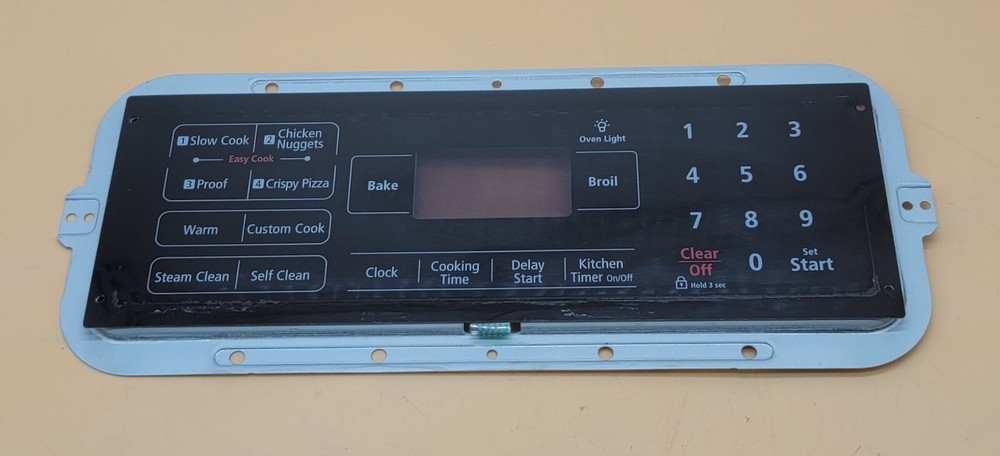 1 Slow Cook
2 Chicken
Nuggets
Easy Cook
3 Proof
4 Crispy Pizza
Warm
Custom Cook
Steam Clean
Self Clean
Bake
Broil
Oven Light
Clock
Cooking
Time
Delay
Start
Kitchen
Timer On/Off
1 2 3
4 5 6
7 8 9
Clear
Off
Hold 3 sec
0
Set
Start